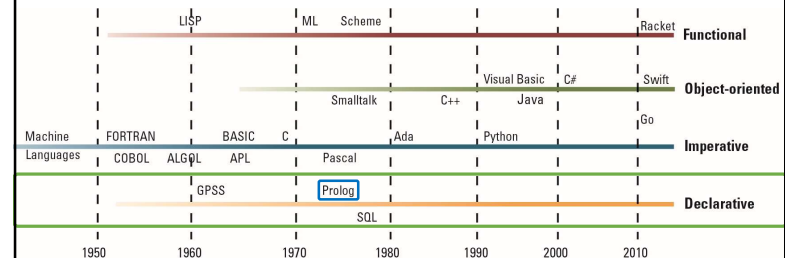 LISP ML Scheme Racket
Functional
Visual Basic C# Swift
Object-oriented
Smalltalk C++ Java
Go
Machine FORTRAN BASIC C Ada Python
Imperative
Languages COBOL ALGOL APL Pascal
GPSS Prolog
Declarative
SQL
1950 1960 1970 1980 1990 2000 2010